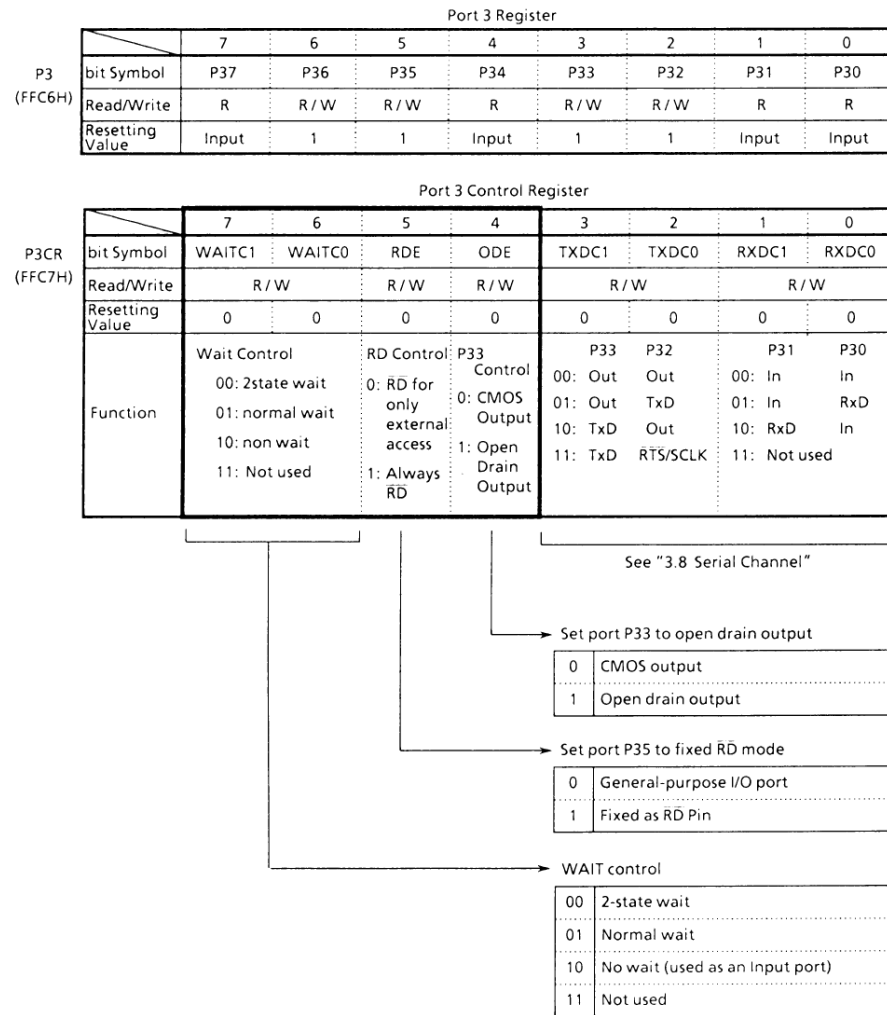 Port 3 Register
7 6 5 4 3 2 1 0
P3 bit Symbol P37 P36 P35 P34 P33 P32 P31 P30
(FFC6H) Read/Write R R / W R / W R R / W R / W R R
Resetting
Value Input 1 1 Input 1 1 Input Input
Port 3 Control Register
7 6 5 4 3 2 1 0
P3CR bit Symbol WAITC1 WAITC0 RDE ODE TXDC1 TXDC0 RXDC1 RXDC0
(FFC7H) Read/Write R / W R / W R / W R / W R / W
Resetting
Value 0 0 0 0 0 0 0 0
Function
Wait Control
00: 2state wait
01: normal wait
10: non wait
11: Not used
RD Control
0: R̅D̅ for
only
external
access
1: Always
R̅D̅
P33
Control
0: CMOS
Output
1: Open
Drain
Output
P33 P32
00: Out Out
01: Out TxD
10: TxD Out
11: TxD R̅T̅S̅/SCLK
P31 P30
00: In In
01: In RxD
10: RxD In
11: Not used
See "3.8 Serial Channel"
Set port P33 to open drain output
0 CMOS output
1 Open drain output
Set port P35 to fixed R̅D̅ mode
0 General-purpose I/O port
1 Fixed as R̅D̅ Pin
WAIT control
00 2-state wait
01 Normal wait
10 No wait (used as an Input port)
11 Not used